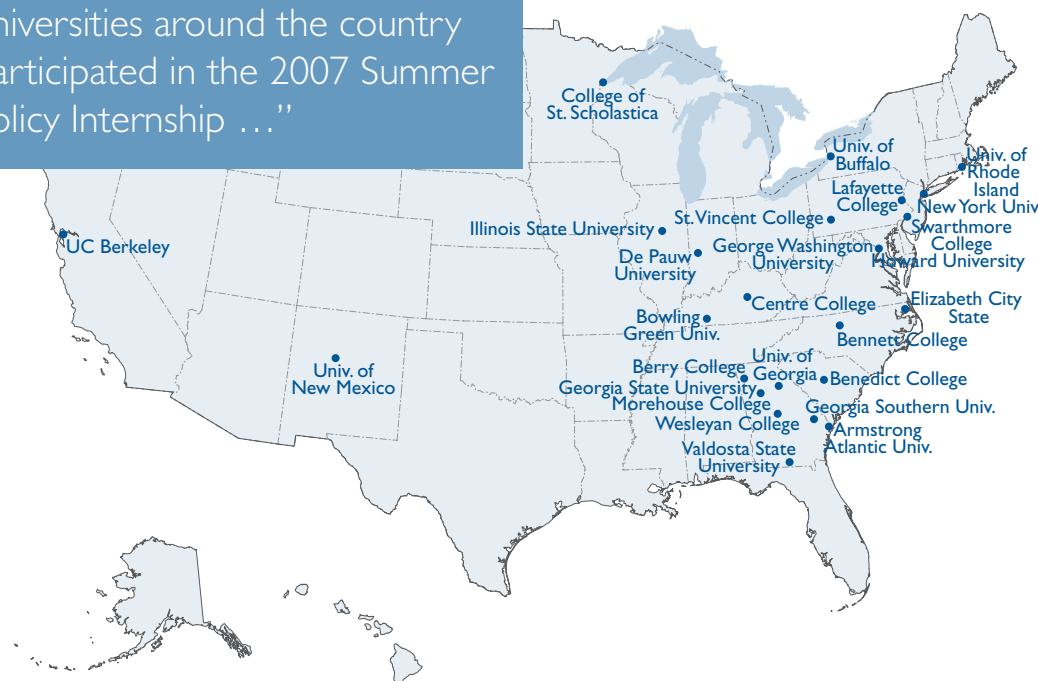 niversities around the country
articipated in the 2007 Summer
olicy Internship …”
College of
St. Scholastica
Univ. of
Buffalo
Univ. of
Rhode
Island
Lafayette
College
New York Univ
St. Vincent College
Swarthmore
College
Illinois State University
UC Berkeley
De Pauw
University
George Washington
University
Howard University
Centre College
Elizabeth City
State
Bowling
Green Univ.
Bennett College
Univ. of
New Mexico
Berry College
Univ. of
Georgia
Benedict College
Georgia State University
Morehouse College
Georgia Southern Univ.
Wesleyan College
Armstrong
Atlantic Univ.
Valdosta State
University